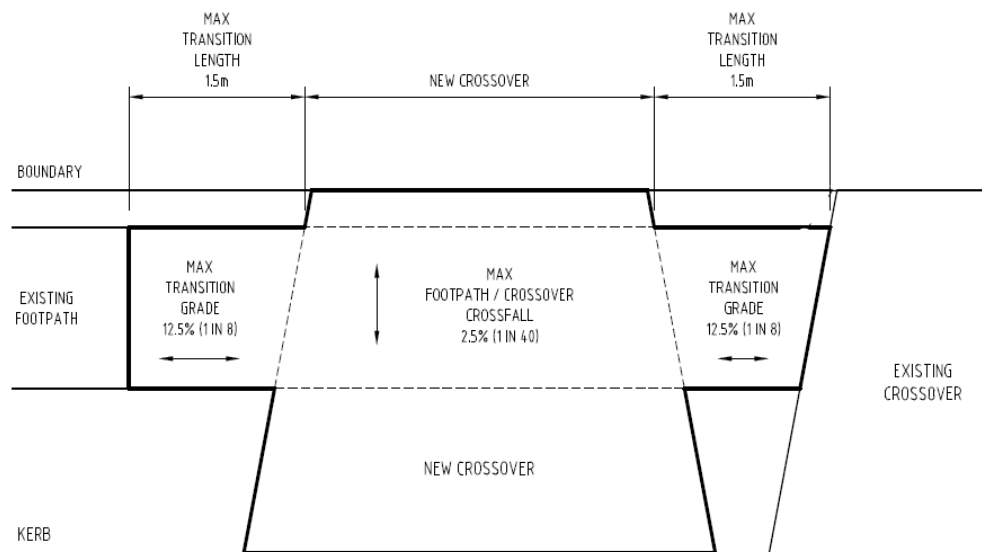 MAX
TRANSITION
LENGTH
1.5m
NEW CROSSOVER
MAX
TRANSITION
LENGTH
1.5m
BOUNDARY
EXISTING
FOOTPATH
MAX
TRANSITION
GRADE
12.5% (1 IN 8)
MAX
FOOTPATH / CROSSOVER
CROSSFALL
2.5% (1 IN 40)
MAX
TRANSITION
GRADE
12.5% (1 IN 8)
EXISTING
CROSSOVER
NEW CROSSOVER
KERB